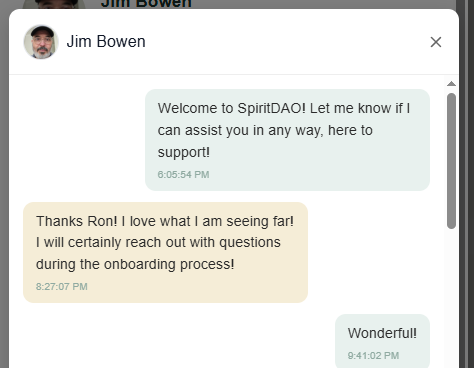 Jim Bowen
Jim Bowen
Welcome to SpiritDAO! Let me know if I
can assist you in any way, here to
support!
6:05:54 PM
Thanks Ron! I love what I am seeing far!
I will certainly reach out with questions
during the onboarding process!
8:27:07 PM
Wonderful!
9:41:02 PM